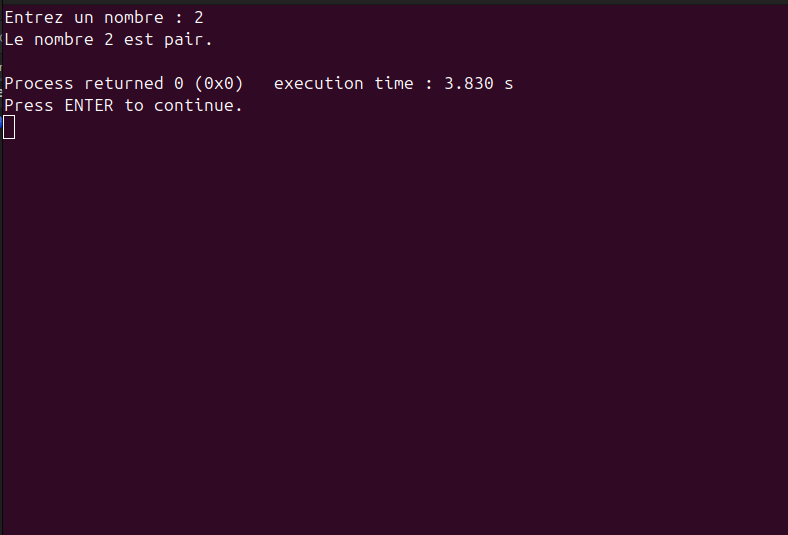 Entrez un nombre : 2
Le nombre 2 est pair.
Process returned 0 (0x0)   execution time : 3.830 s
Press ENTER to continue.